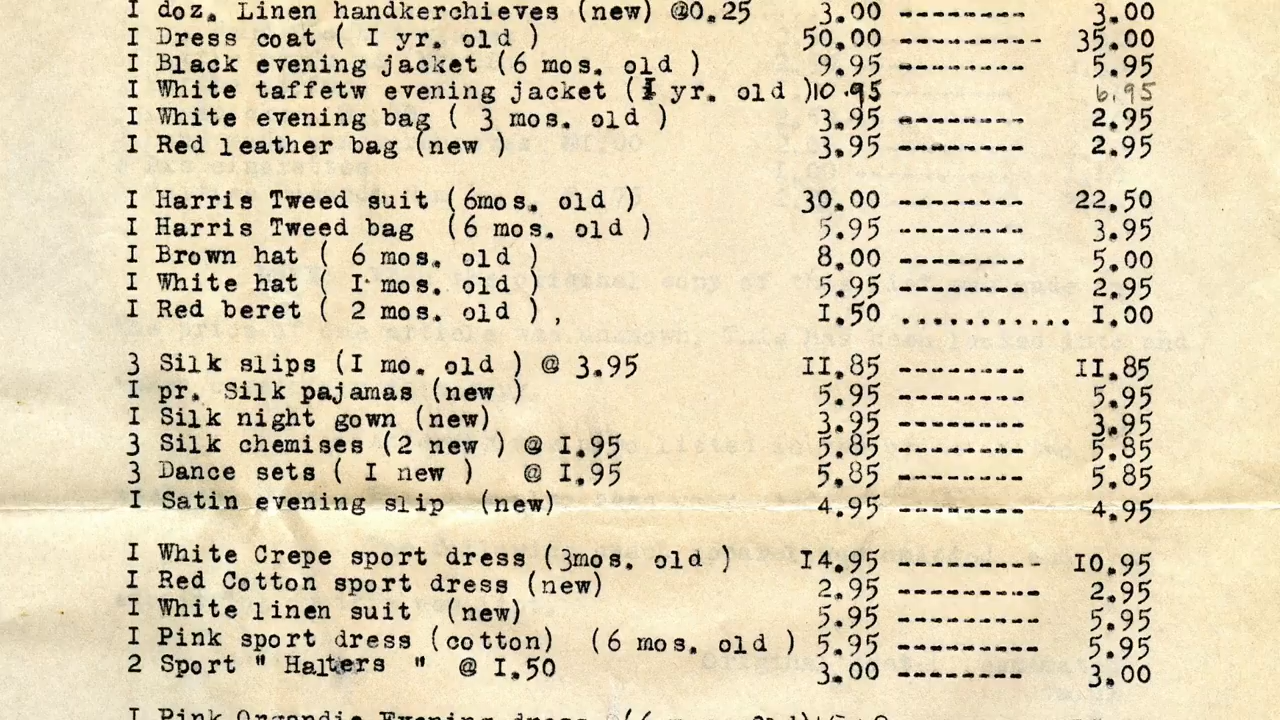 I doz. Linen handkerchieves (new) @0.25 3.00 -------- 3.00
I Dress coat ( I yr. old ) 50.00 --------- 35.00
I Black evening jacket (6 mos. old ) 9.95 -------- 5.95
I White taffetw evening jacket (I yr. old )10.95 -------- 6.95
I White evening bag ( 3 mos. old ) 3.95 -------- 2.95
I Red leather bag (new ) 3.95 -------- 2.95
I Harris Tweed suit (6mos. old ) 30.00 -------- 22.50
I Harris Tweed bag (6 mos. old ) 5.95 -------- 3.95
I Brown hat ( 6 mos. old ) 8.00 -------- 5.00
I White hat ( I mos. old ) 5.95 -------- 2.95
I Red beret ( 2 mos. old ) , I.50 ........... I.00
3 Silk slips (I mo. old ) @ 3.95 II.85 -------- II.85
I pr. Silk pajamas (new ) 5.95 -------- 5.95
I Silk night gown (new) 3.95 -------- 3.95
3 Silk chemises (2 new ) @ I.95 5.85 -------- 5.85
3 Dance sets ( I new ) @ I.95 5.85 -------- 5.85
I Satin evening slip (new) 4.95 -------- 4.95
I White Crepe sport dress (3mos. old ) I4.95 --------- I0.95
I Red Cotton sport dress (new) 2.95 --------- 2.95
I White linen suit (new) 5.95 --------- 5.95
I Pink sport dress (cotton) (6 mos. old ) 5.95 --------- 5.95
2 Sport " Halters " @ I.50 3.00 --------- 3.00
I Pink Organdie Evening dress (6 mos. old)